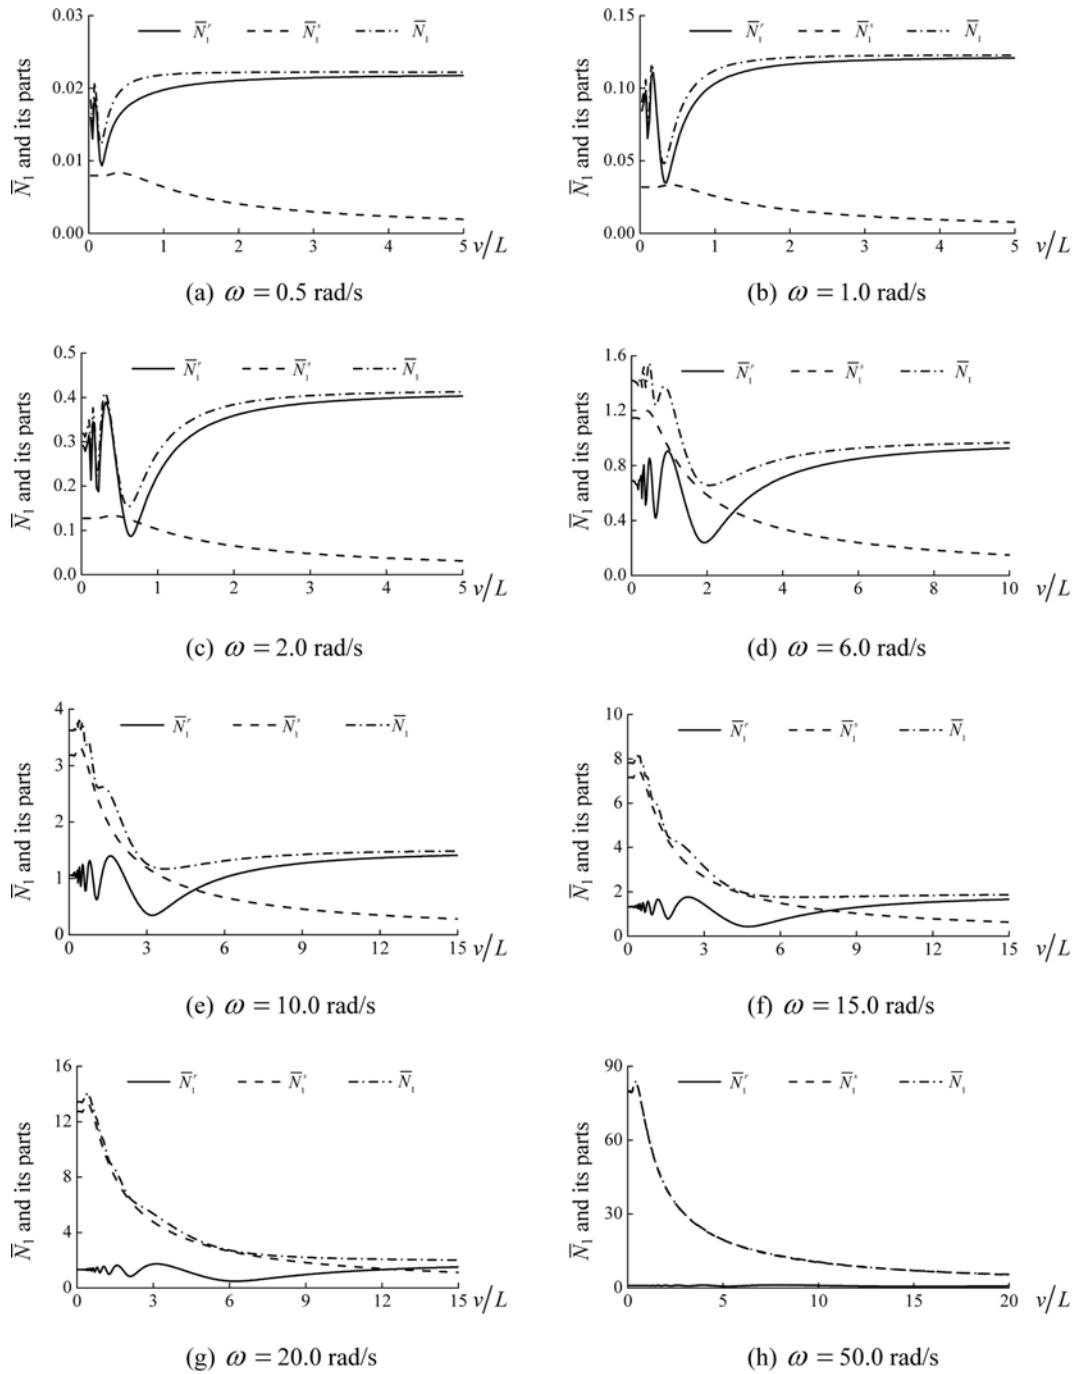 0.03 N̅₁ʳ N̅₁ˢ N̅₁
0.02
0.01
0.00
0 1 2 3 4 5 v/L
N̅₁ and its parts
(a) ω = 0.5 rad/s
0.15 N̅₁ʳ N̅₁ˢ N̅₁
0.10
0.05
0.00
0 1 2 3 4 5 v/L
N̅₁ and its parts
(b) ω = 1.0 rad/s
0.5 N̅₁ʳ N̅₁ˢ N̅₁
0.4
0.3
0.2
0.1
0.0
0 1 2 3 4 5 v/L
N̅₁ and its parts
(c) ω = 2.0 rad/s
1.6 N̅₁ʳ N̅₁ˢ N̅₁
1.2
0.8
0.4
0.0
0 2 4 6 8 10 v/L
N̅₁ and its parts
(d) ω = 6.0 rad/s
4 N̅₁ʳ N̅₁ˢ N̅₁
3
2
1
0
0 3 6 9 12 15 v/L
N̅₁ and its parts
(e) ω = 10.0 rad/s
10 N̅₁ʳ N̅₁ˢ N̅₁
8
6
4
2
0
0 3 6 9 12 15 v/L
N̅₁ and its parts
(f) ω = 15.0 rad/s
16 N̅₁ʳ N̅₁ˢ N̅₁
12
8
4
0
0 3 6 9 12 15 v/L
N̅₁ and its parts
(g) ω = 20.0 rad/s
90 N̅₁ʳ N̅₁ˢ N̅₁
60
30
0
0 5 10 15 20 v/L
N̅₁ and its parts
(h) ω = 50.0 rad/s